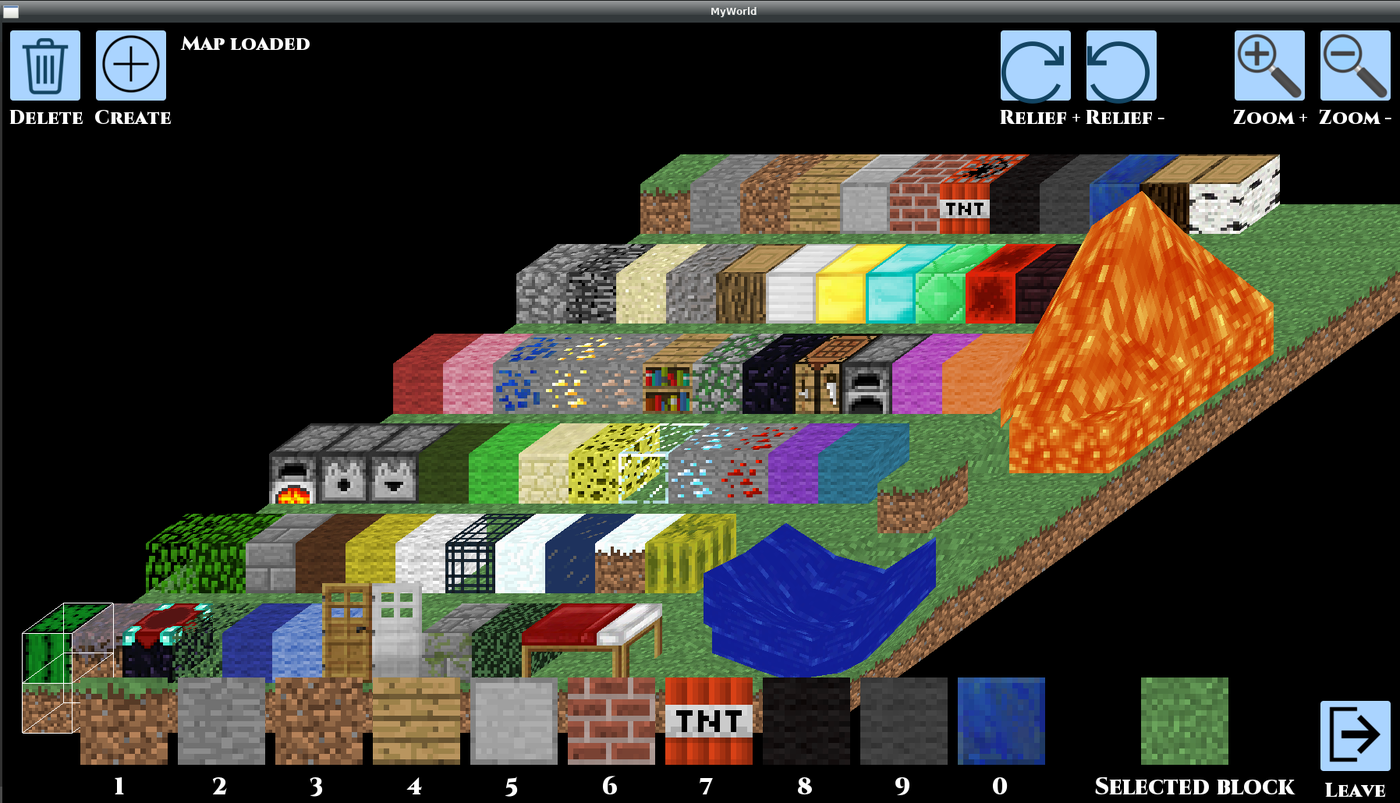 MyWorld
Map loaded
Delete
Create
Relief +
Relief -
Zoom +
Zoom -
TNT
TNT
1
2
3
4
5
6
7
8
9
0
Selected block
Leave